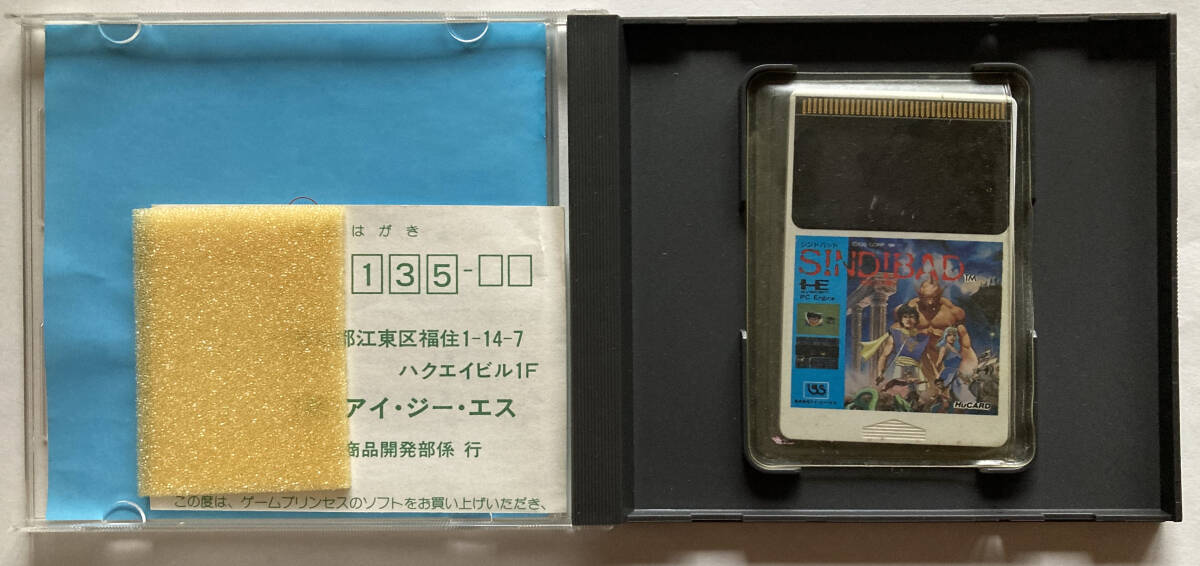 はがき
135-
都江東区福住1-14-7
ハクエイビル1F
アイ・ジー・エス
商品開発部係 行
この度は、ゲームプリンセスのソフトをお買い上げいただき、
シンドバッド
SINDIBAD™
HE
PC Engine
IGS
HuCARD